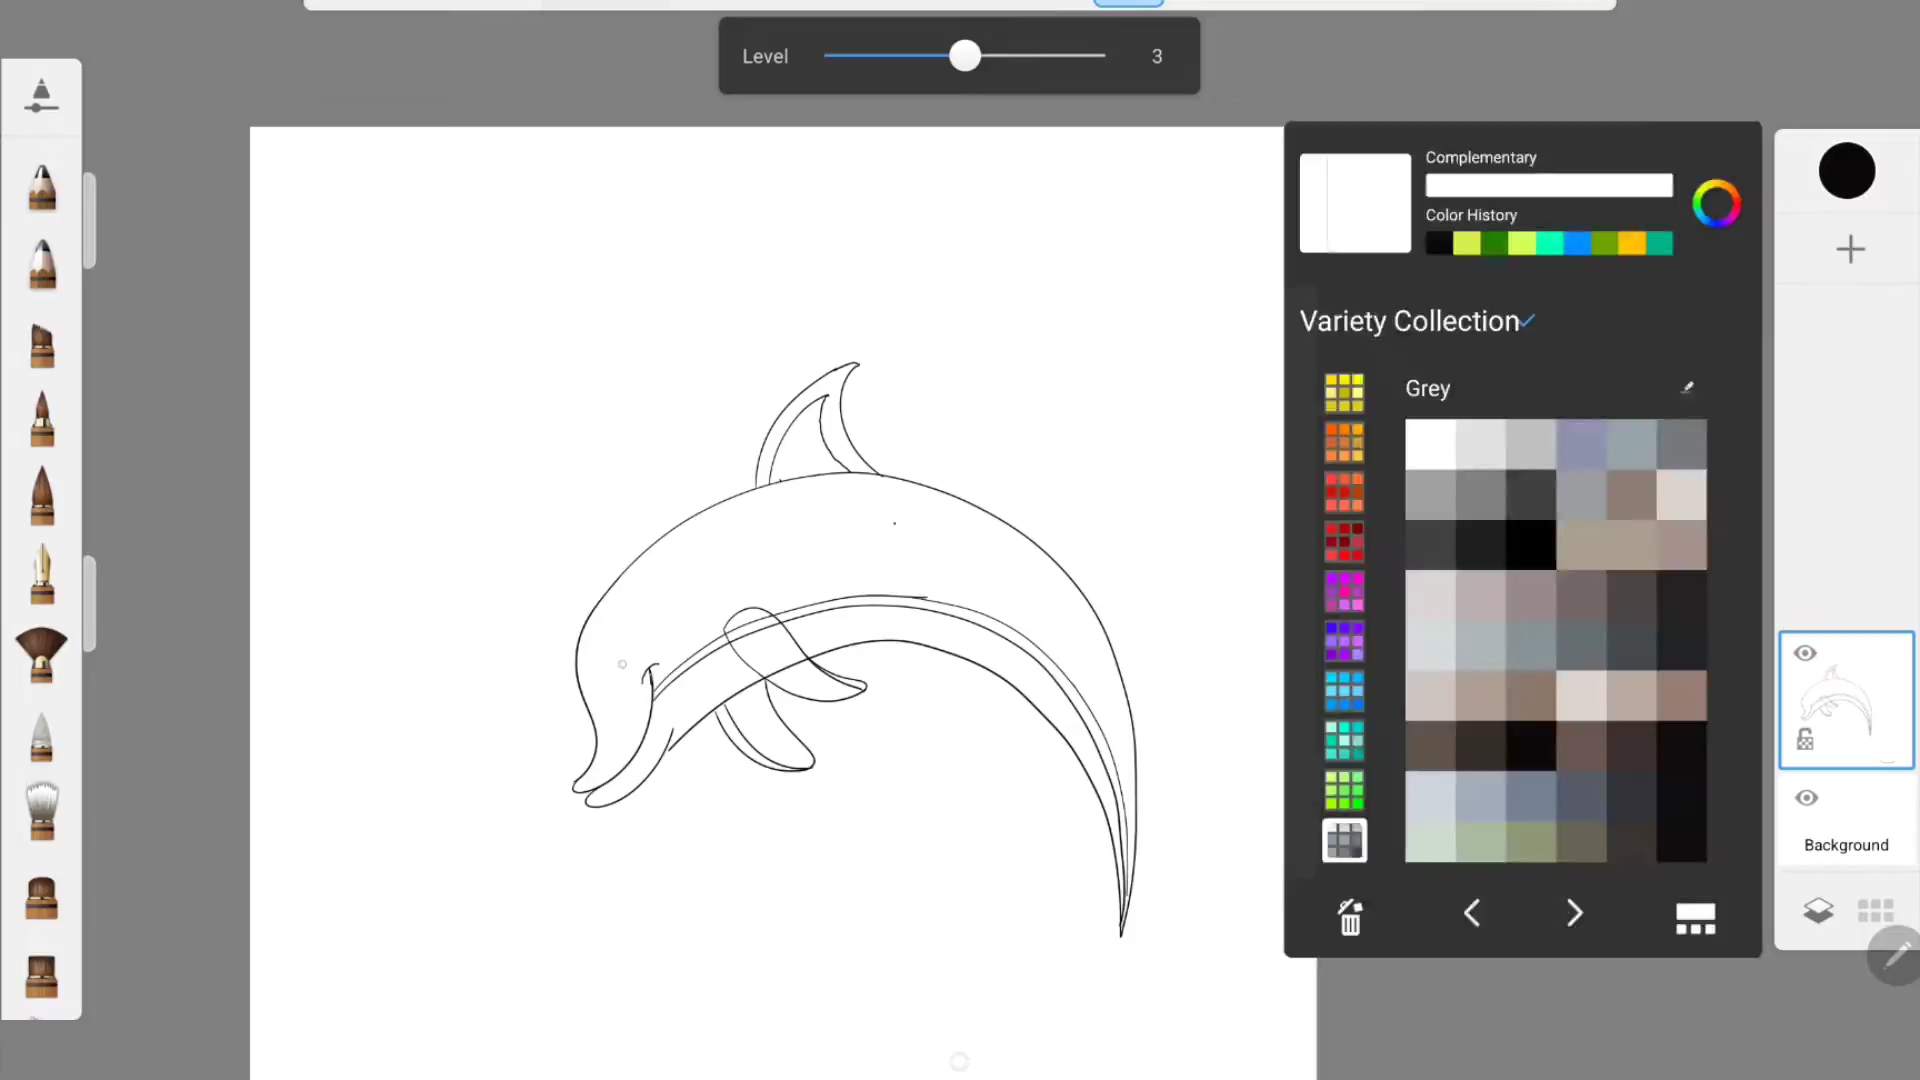 Level 3
Complementary
Color History
Variety Collection
Grey
Background